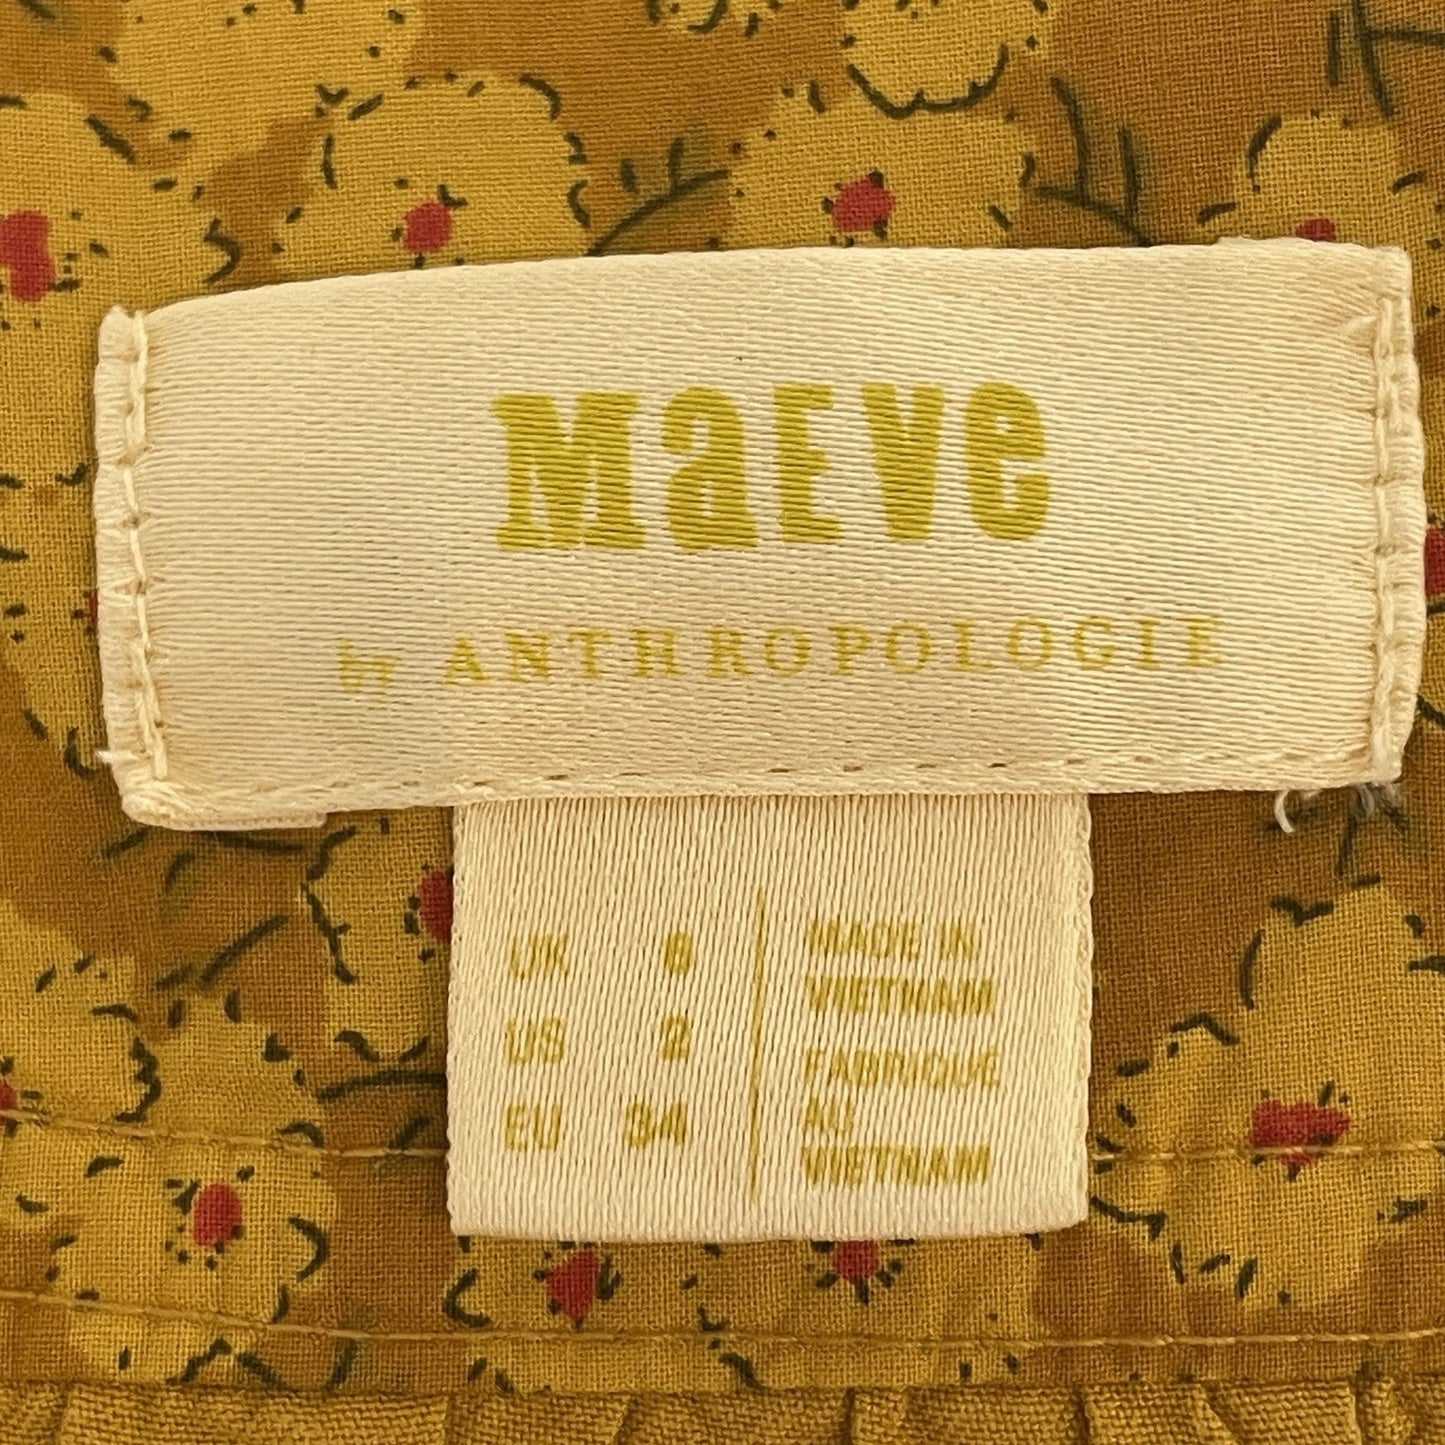 MaEVe
by ANTHROPOLOGIE
UK 6
US 2
EU 34
MADE IN
VIETNAM
FABRIQUÉ
AU
VIETNAM